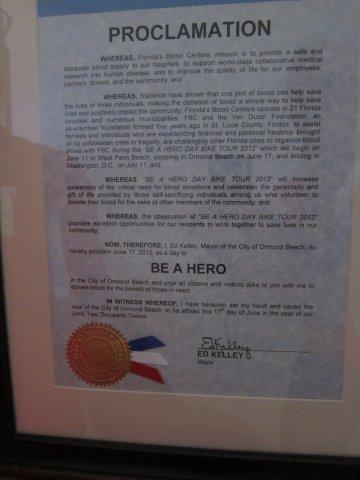 PROCLAMATION
WHEREAS, Florida's Blood Centers' mission is to provide a safe and
adequate blood supply to our hospitals, to support world-class collaborative medical
research into human disease, and to improve the quality of life for our employees,
partners, donors, and the community; and
WHEREAS, Statistics have shown that one pint of blood can help save
the lives of three individuals, making the donation of blood a simple way to help save
lives and positively impact the community. Florida's Blood Centers operate in 21 Florida
counties and numerous municipalities. FBC and the Van Duzer Foundation, an
all-volunteer foundation formed four years ago in St. Lucie County, Florida, to assist
families and individuals who are experiencing financial and personal hardship brought
on by unforeseen crisis or tragedy, are challenging other Florida cities to organize blood
drives with FBC during the "BE A HERO DAY BIKE TOUR 2012" which will begin on
June 11 in West Palm Beach, stopping in Ormond Beach on June 17, and ending in
Washington, D.C., on July 11; and
WHEREAS, "BE A HERO DAY BIKE TOUR 2012" will increase
awareness of the critical need for blood donations and celebrates the generosity and
gift of life provided by those self-sacrificing individuals among us who volunteer to
donate their blood for the sake of other members of the community; and
WHEREAS, the observation of "BE A HERO DAY BIKE TOUR 2012"
provides excellent opportunities for our residents to work together to save lives in our
community;
NOW, THEREFORE, I, Ed Kelley, Mayor of the City of Ormond Beach, do
hereby proclaim June 17, 2012, as a day to
BE A HERO
in the City of Ormond Beach and urge all citizens and visitors alike to join with me to
donate blood for the benefit of those in need.
IN WITNESS WHEREOF, I have hereunto set my hand and cause the
seal of the City of Ormond Beach, to be affixed this 17th day of June in the year of our
Lord, Two Thousand Twelve.
Ed Kelley
ED KELLEY
Mayor